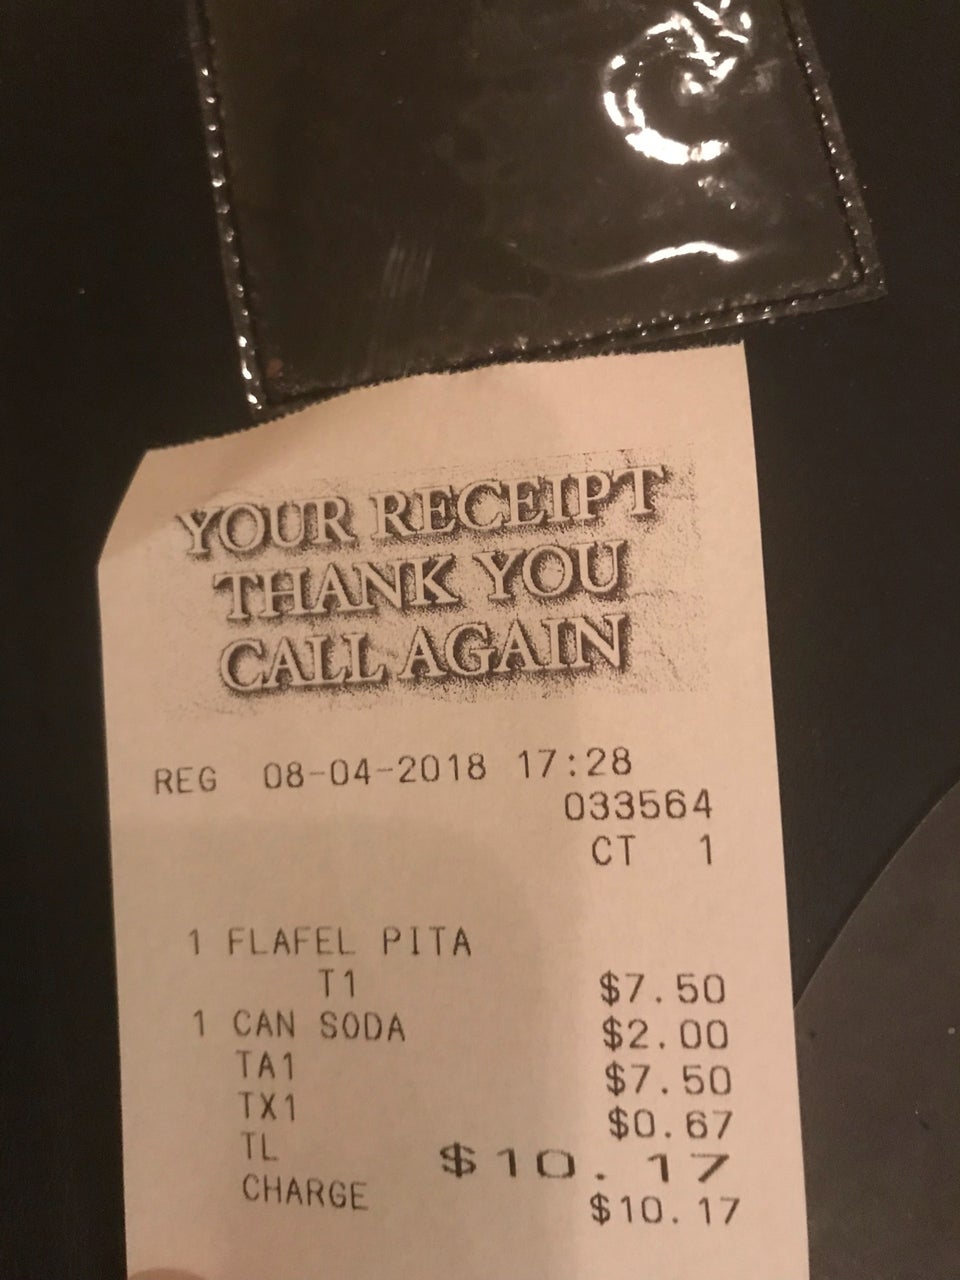 YOUR RECEIPT
THANK YOU
CALL AGAIN
REG 08-04-2018 17:28
033564
CT 1
1 FLAFEL PITA
T1 $7.50
1 CAN SODA $2.00
TA1 $7.50
TX1 $0.67
TL $10.17
CHARGE $10.17